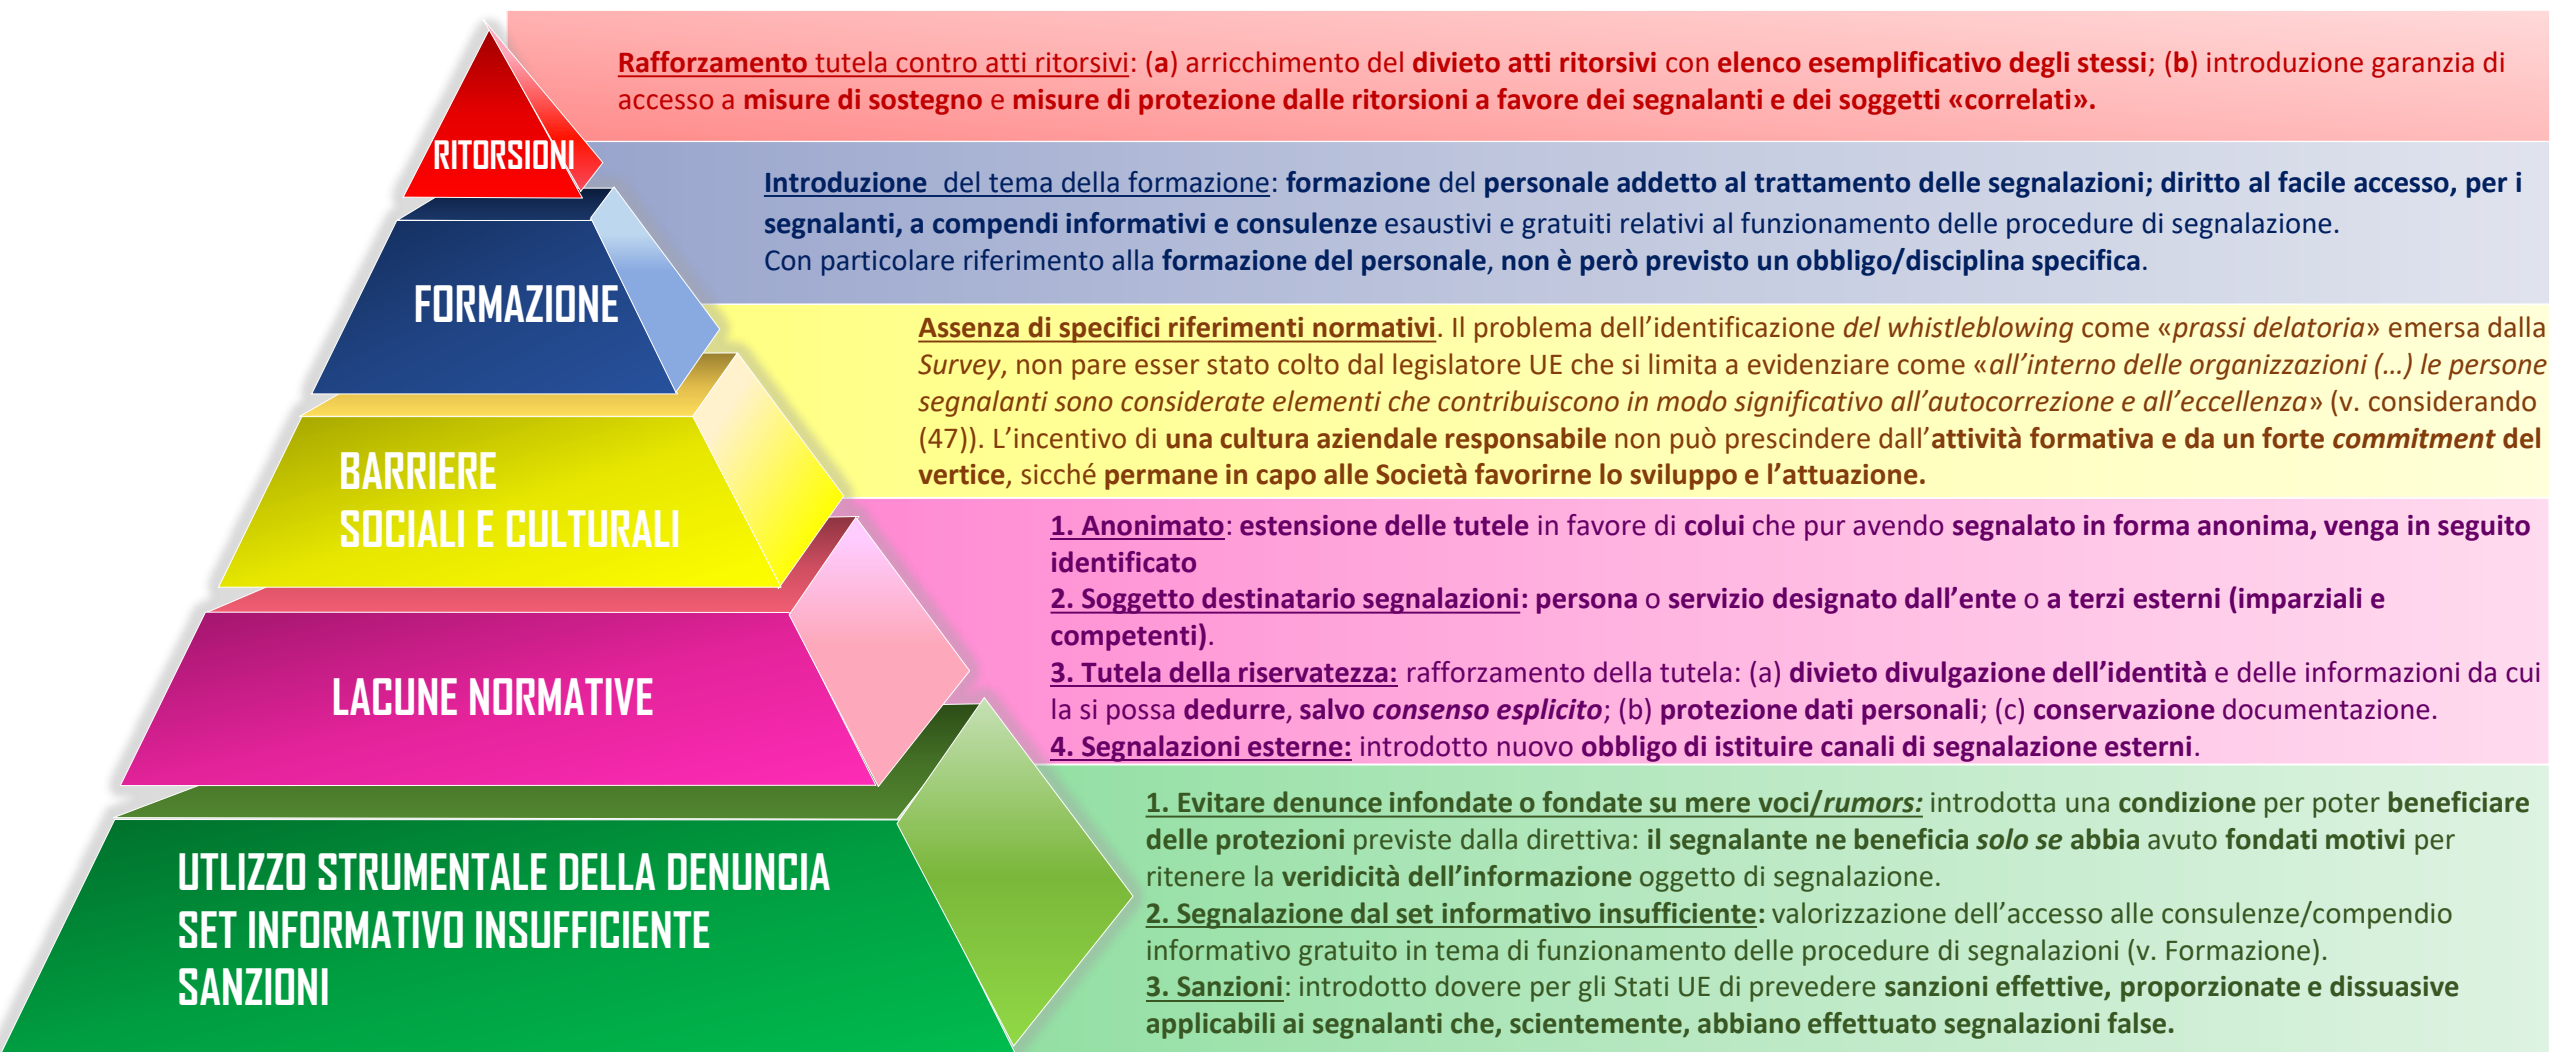 RITORSIONI
Rafforzamento tutela contro atti ritorsivi: (a) arricchimento del divieto atti ritorsivi con elenco esemplificativo degli stessi; (b) introduzione garanzia di
accesso a misure di sostegno e misure di protezione dalle ritorsioni a favore dei segnalanti e dei soggetti «correlati».
FORMAZIONE
Introduzione del tema della formazione: formazione del personale addetto al trattamento delle segnalazioni; diritto al facile accesso, per i
segnalanti, a compendi informativi e consulenze esaustivi e gratuiti relativi al funzionamento delle procedure di segnalazione.
Con particolare riferimento alla formazione del personale, non è però previsto un obbligo/disciplina specifica.
BARRIERE
SOCIALI E CULTURALI
Assenza di specifici riferimenti normativi. Il problema dell’identificazione del whistleblowing come «prassi delatoria» emersa dalla
Survey, non pare esser stato colto dal legislatore UE che si limita a evidenziare come «all’interno delle organizzazioni (…) le persone
segnalanti sono considerate elementi che contribuiscono in modo significativo all’autocorrezione e all’eccellenza» (v. considerando
(47)). L’incentivo di una cultura aziendale responsabile non può prescindere dall’attività formativa e da un forte commitment del
vertice, sicché permane in capo alle Società favorirne lo sviluppo e l’attuazione.
LACUNE NORMATIVE
1. Anonimato: estensione delle tutele in favore di colui che pur avendo segnalato in forma anonima, venga in seguito
identificato
2. Soggetto destinatario segnalazioni: persona o servizio designato dall’ente o a terzi esterni (imparziali e
competenti).
3. Tutela della riservatezza: rafforzamento della tutela: (a) divieto divulgazione dell’identità e delle informazioni da cui
la si possa dedurre, salvo consenso esplicito; (b) protezione dati personali; (c) conservazione documentazione.
4. Segnalazioni esterne: introdotto nuovo obbligo di istituire canali di segnalazione esterni.
UTLIZZO STRUMENTALE DELLA DENUNCIA
SET INFORMATIVO INSUFFICIENTE
SANZIONI
1. Evitare denunce infondate o fondate su mere voci/rumors: introdotta una condizione per poter beneficiare
delle protezioni previste dalla direttiva: il segnalante ne beneficia solo se abbia avuto fondati motivi per
ritenere la veridicità dell’informazione oggetto di segnalazione.
2. Segnalazione dal set informativo insufficiente: valorizzazione dell’accesso alle consulenze/compendio
informativo gratuito in tema di funzionamento delle procedure di segnalazioni (v. Formazione).
3. Sanzioni: introdotto dovere per gli Stati UE di prevedere sanzioni effettive, proporzionate e dissuasive
applicabili ai segnalanti che, scientemente, abbiano effettuato segnalazioni false.